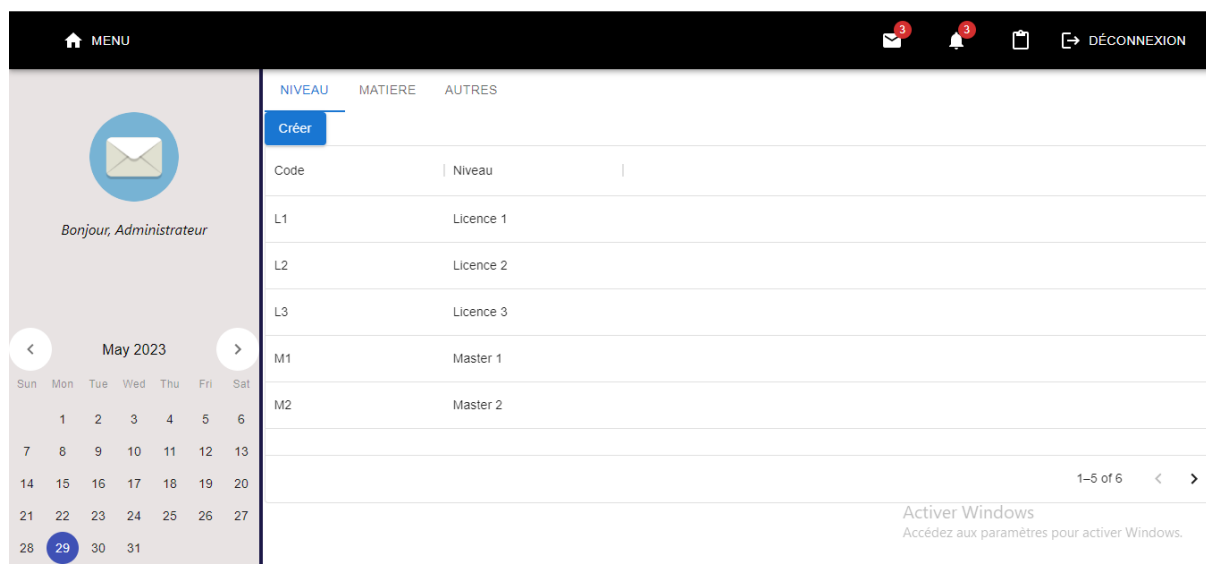 MENU
3
3
DÉCONNEXION
Bonjour, Administrateur
May 2023
Sun Mon Tue Wed Thu Fri Sat
1 2 3 4 5 6
7 8 9 10 11 12 13
14 15 16 17 18 19 20
21 22 23 24 25 26 27
28 29 30 31
NIVEAU MATIERE AUTRES
Créer
Code Niveau
L1 Licence 1
L2 Licence 2
L3 Licence 3
M1 Master 1
M2 Master 2
1–5 of 6
Activer Windows
Accédez aux paramètres pour activer Windows.